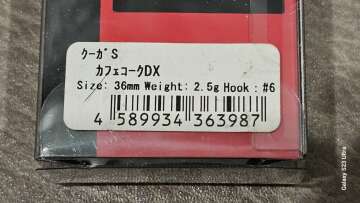 ｸｰｶﾞS
ｶﾌｪｺｰｸDX
Size: 36mm Weight: 2.5g Hook : #6
4 589934 363987
Galaxy S23 Ultra